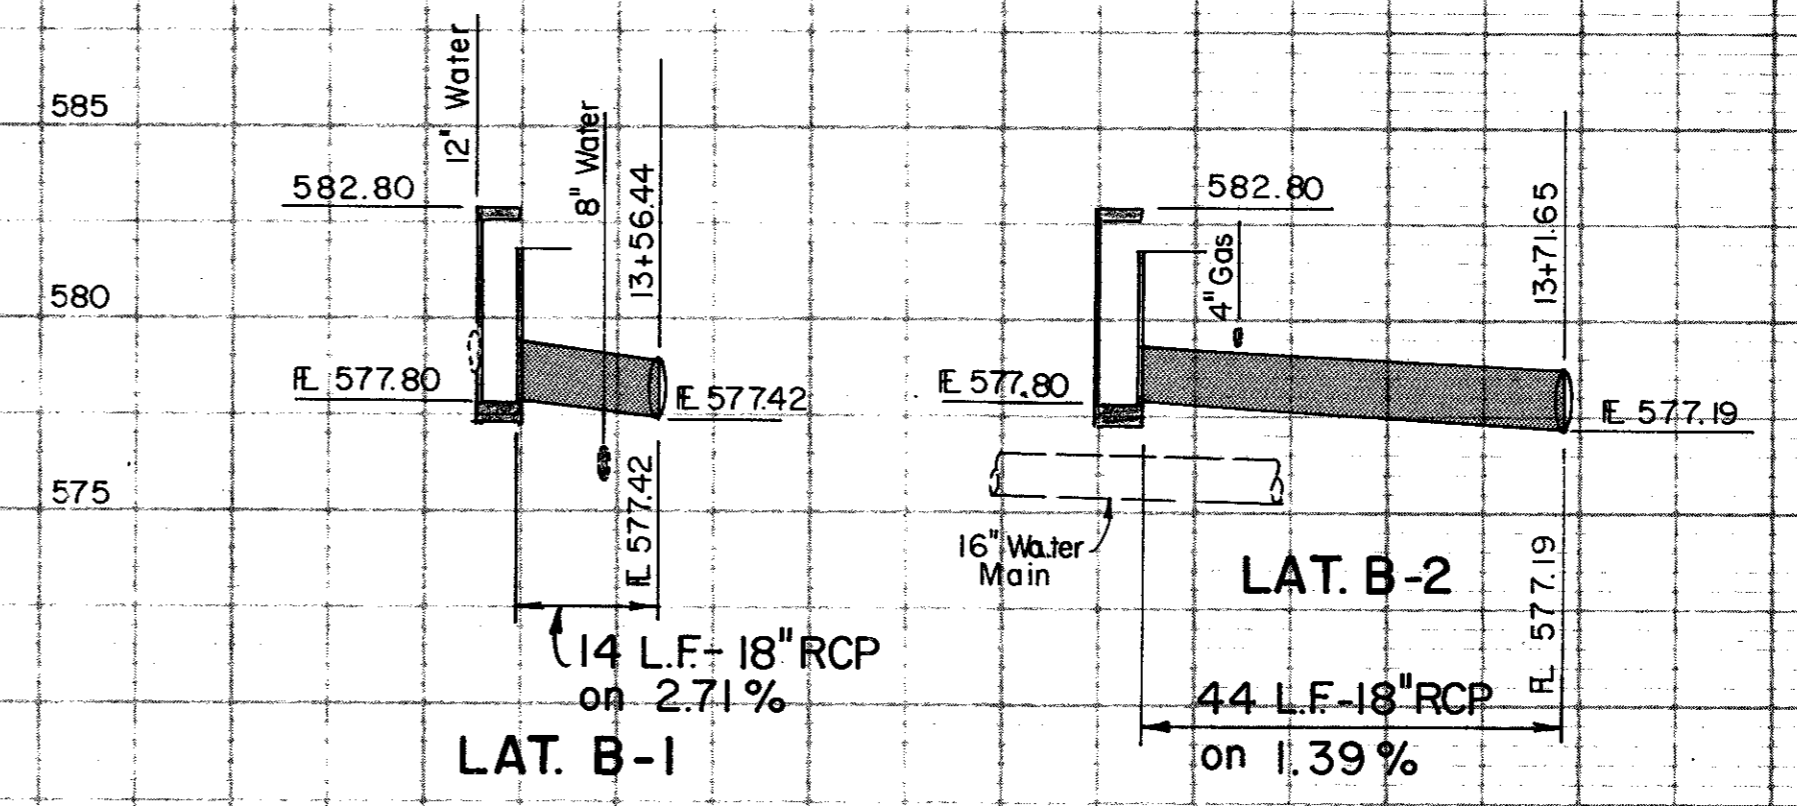 585
580
575
12" Water
582.80
8" Water
13+56.44
FL 577.80
FL 577.42
FL 577.42
14 L.F.- 18" RCP
on 2.71%
LAT. B-1
582.80
4" Gas
13+71.65
FL 577.80
FL 577.19
16" Water
Main
LAT. B-2
FL 577.19
44 L.F.-18" RCP
on 1.39%